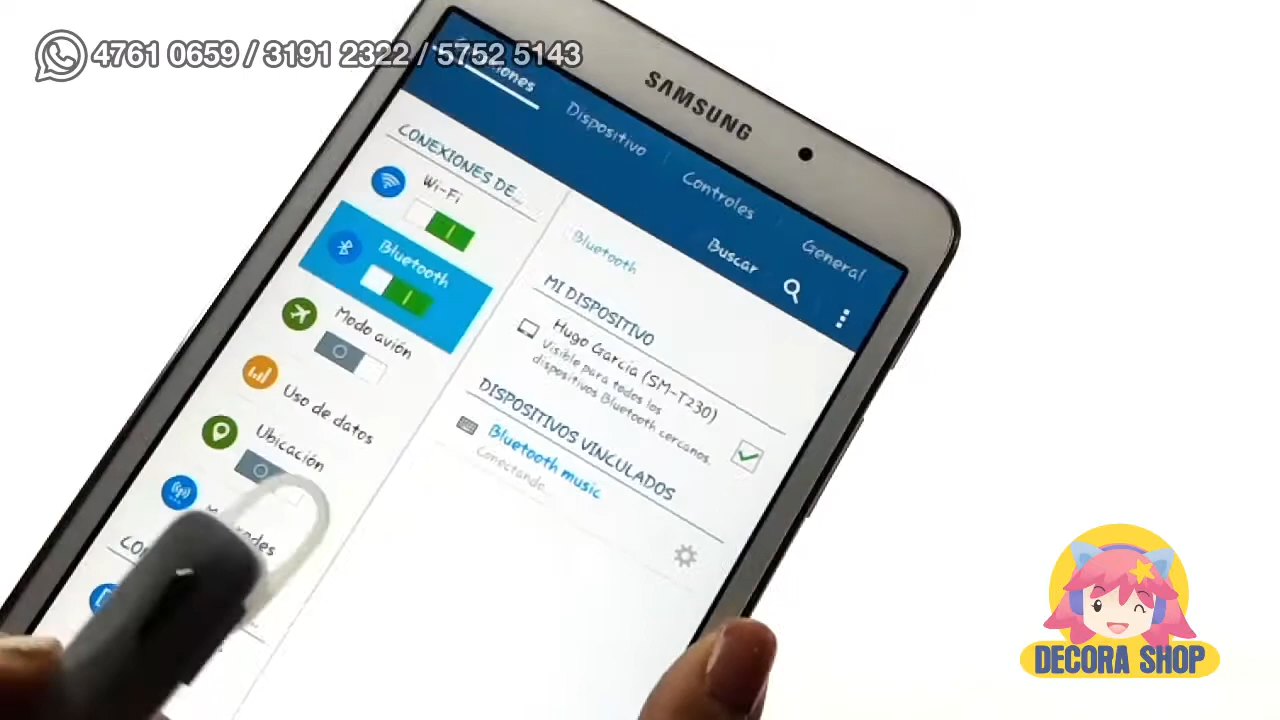 4761 0659 / 3191 2322 / 5752 5143
SAMSUNG
Dispositivo
Controles
General
Buscar
CONEXIONES DE...
Wi-Fi
Bluetooth
Modo avión
Uso de datos
Ubicación
Bluetooth
MI DISPOSITIVO
Hugo García (SM-T230)
Visible para todos los
dispositivos Bluetooth cercanos.
DISPOSITIVOS VINCULADOS
Bluetooth music
Conectando...
DECORA SHOP